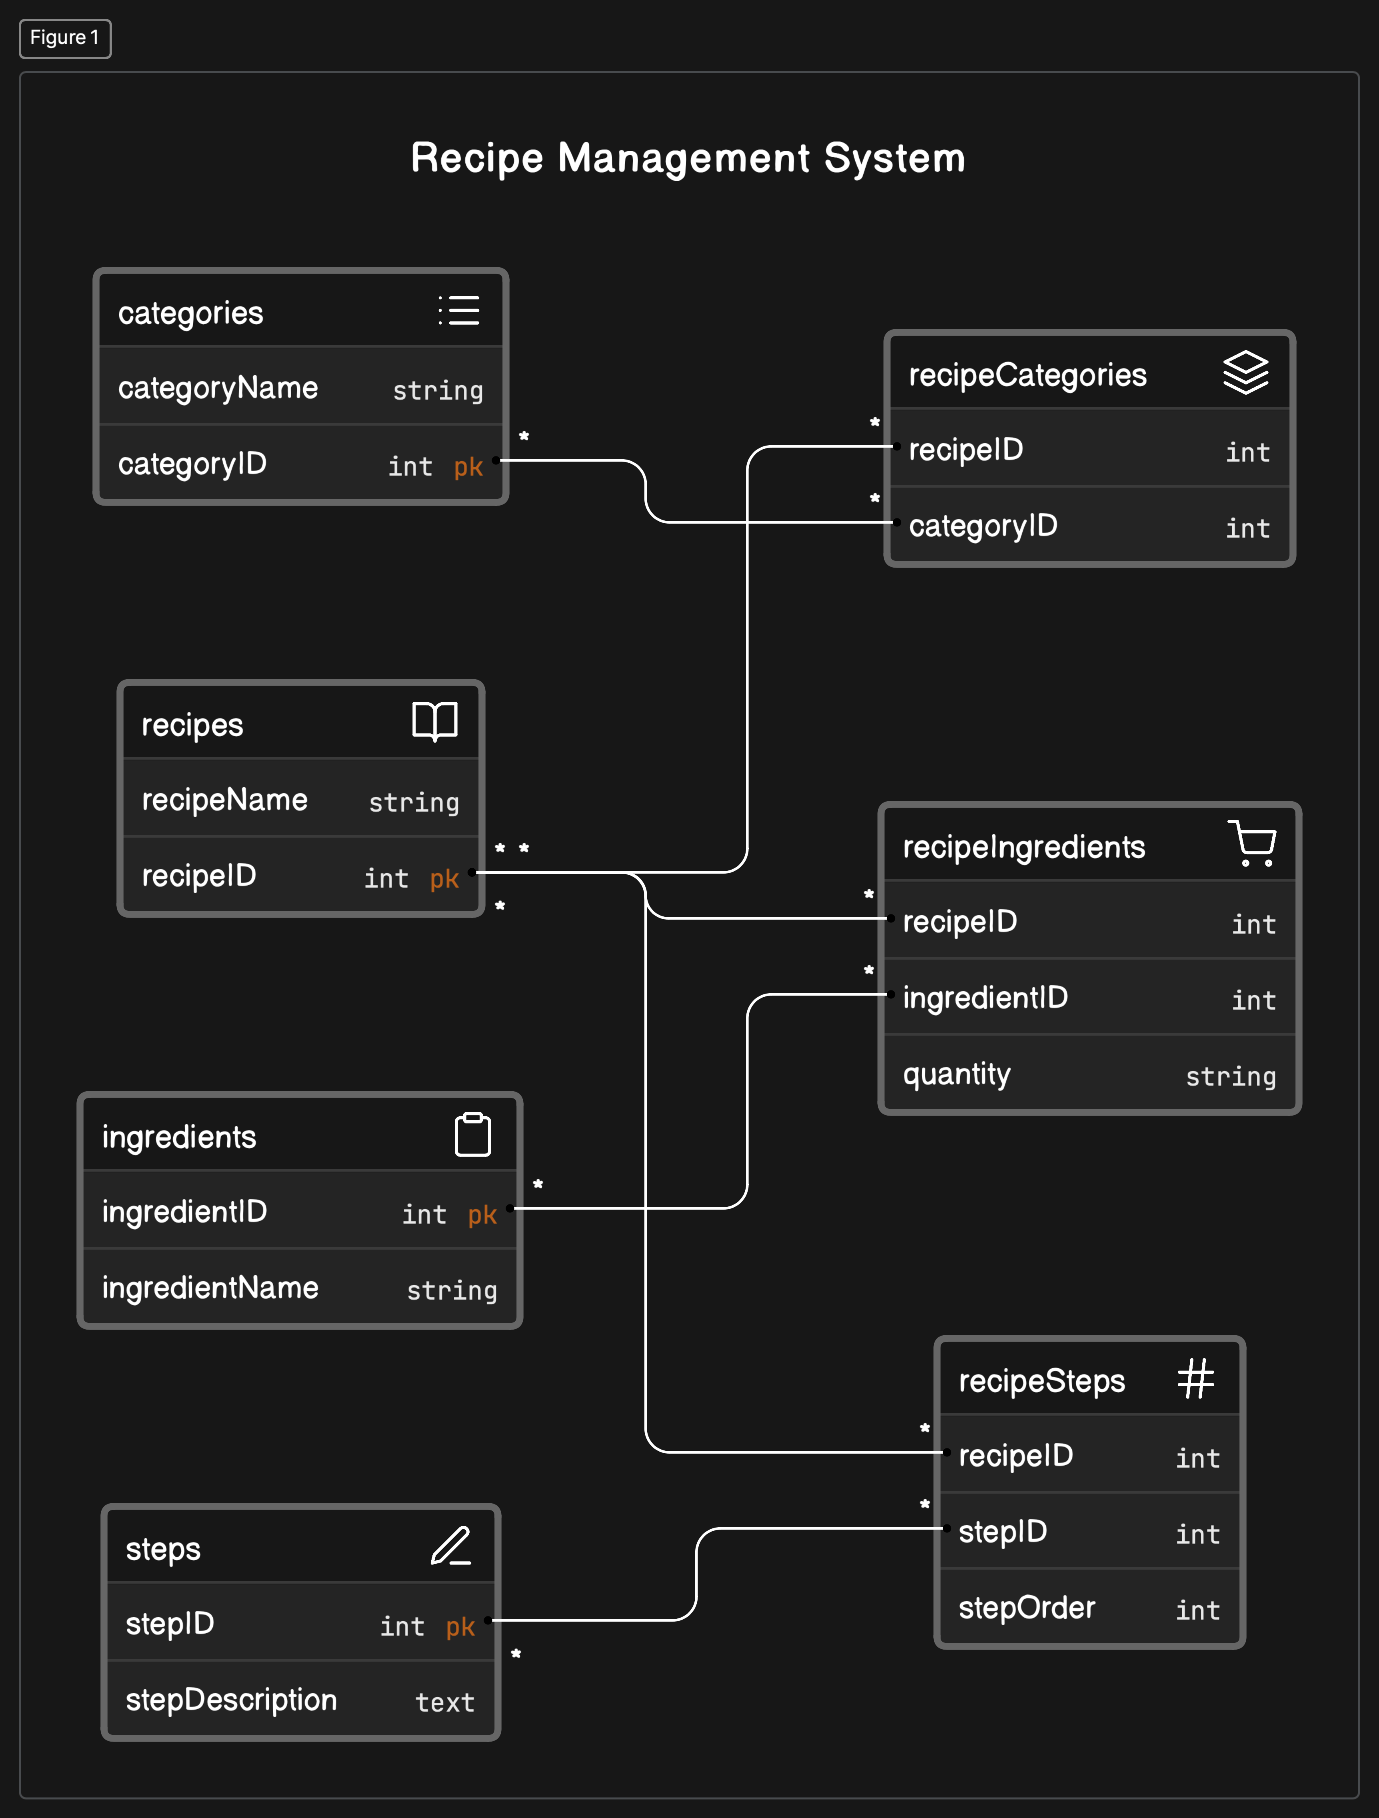 Figure 1
Recipe Management System
categories
categoryName string
categoryID int pk
*
recipeCategories
*
recipeID int
*
categoryID int
recipes
recipeName string
recipeID int pk
* *
*
recipeIngredients
*
recipeID int
*
ingredientID int
quantity string
ingredients
ingredientID int pk
*
ingredientName string
recipeSteps
*
recipeID int
*
stepID int
stepOrder int
steps
stepID int pk
*
stepDescription text